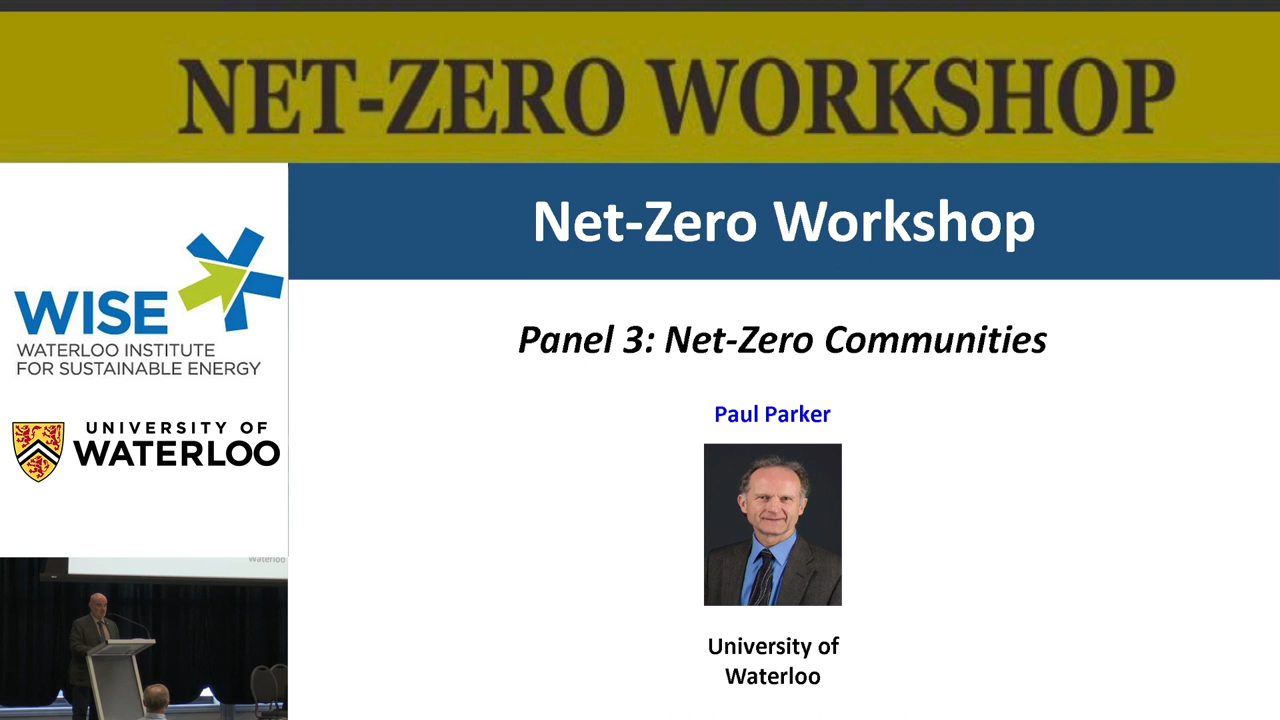 NET-ZERO WORKSHOP
Net-Zero Workshop
WISE
WATERLOO INSTITUTE
FOR SUSTAINABLE ENERGY
UNIVERSITY OF
WATERLOO
Panel 3: Net-Zero Communities
Paul Parker
University of
Waterloo
Waterloo